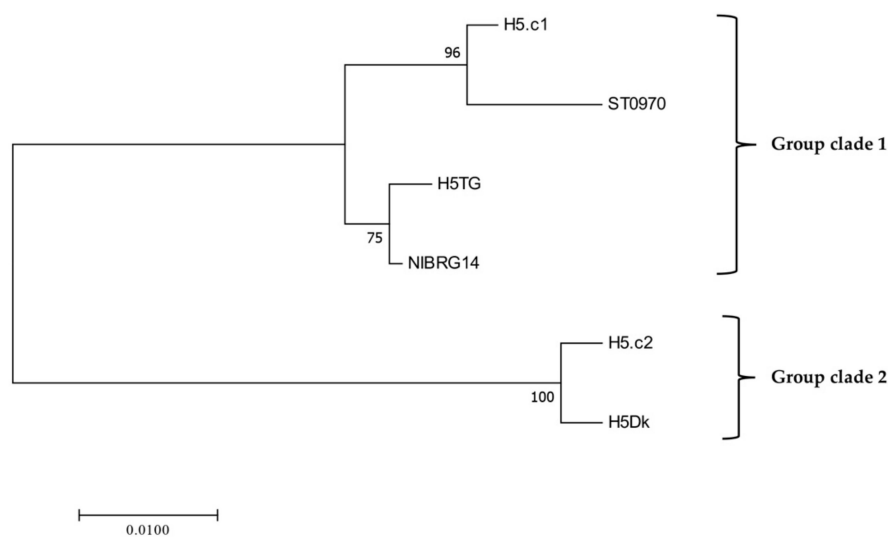 H5.c1
96
ST0970
Group clade 1
H5TG
75
NIBRG14
H5.c2
Group clade 2
100
H5Dk
0.0100